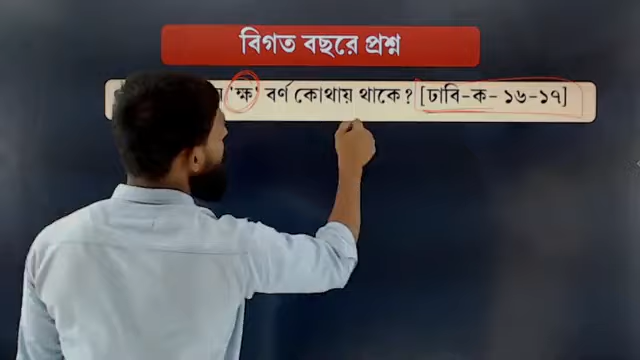 বিগত বছরে প্রশ্ন
'ক্ষ' বর্ণ কোথায় থাকে? [ঢাবি-ক- ১৬-১৭]